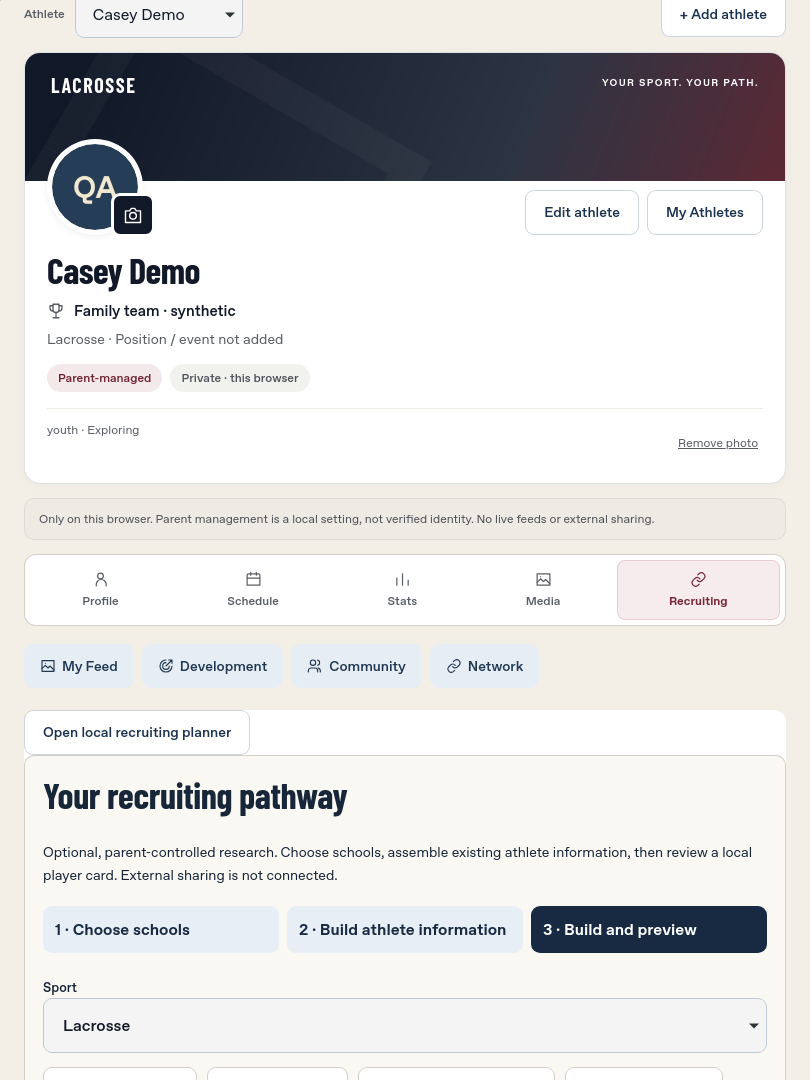 Athlete
Casey Demo
+ Add athlete
LACROSSE
YOUR SPORT. YOUR PATH.
QA
Edit athlete
My Athletes
Casey Demo
Family team · synthetic
Lacrosse · Position / event not added
Parent-managed
Private · this browser
youth · Exploring
Remove photo
Only on this browser. Parent management is a local setting, not verified identity. No live feeds or external sharing.
Profile
Schedule
Stats
Media
Recruiting
My Feed
Development
Community
Network
Open local recruiting planner
Your recruiting pathway
Optional, parent-controlled research. Choose schools, assemble existing athlete information, then review a local
player card. External sharing is not connected.
1 · Choose schools
2 · Build athlete information
3 · Build and preview
Sport
Lacrosse